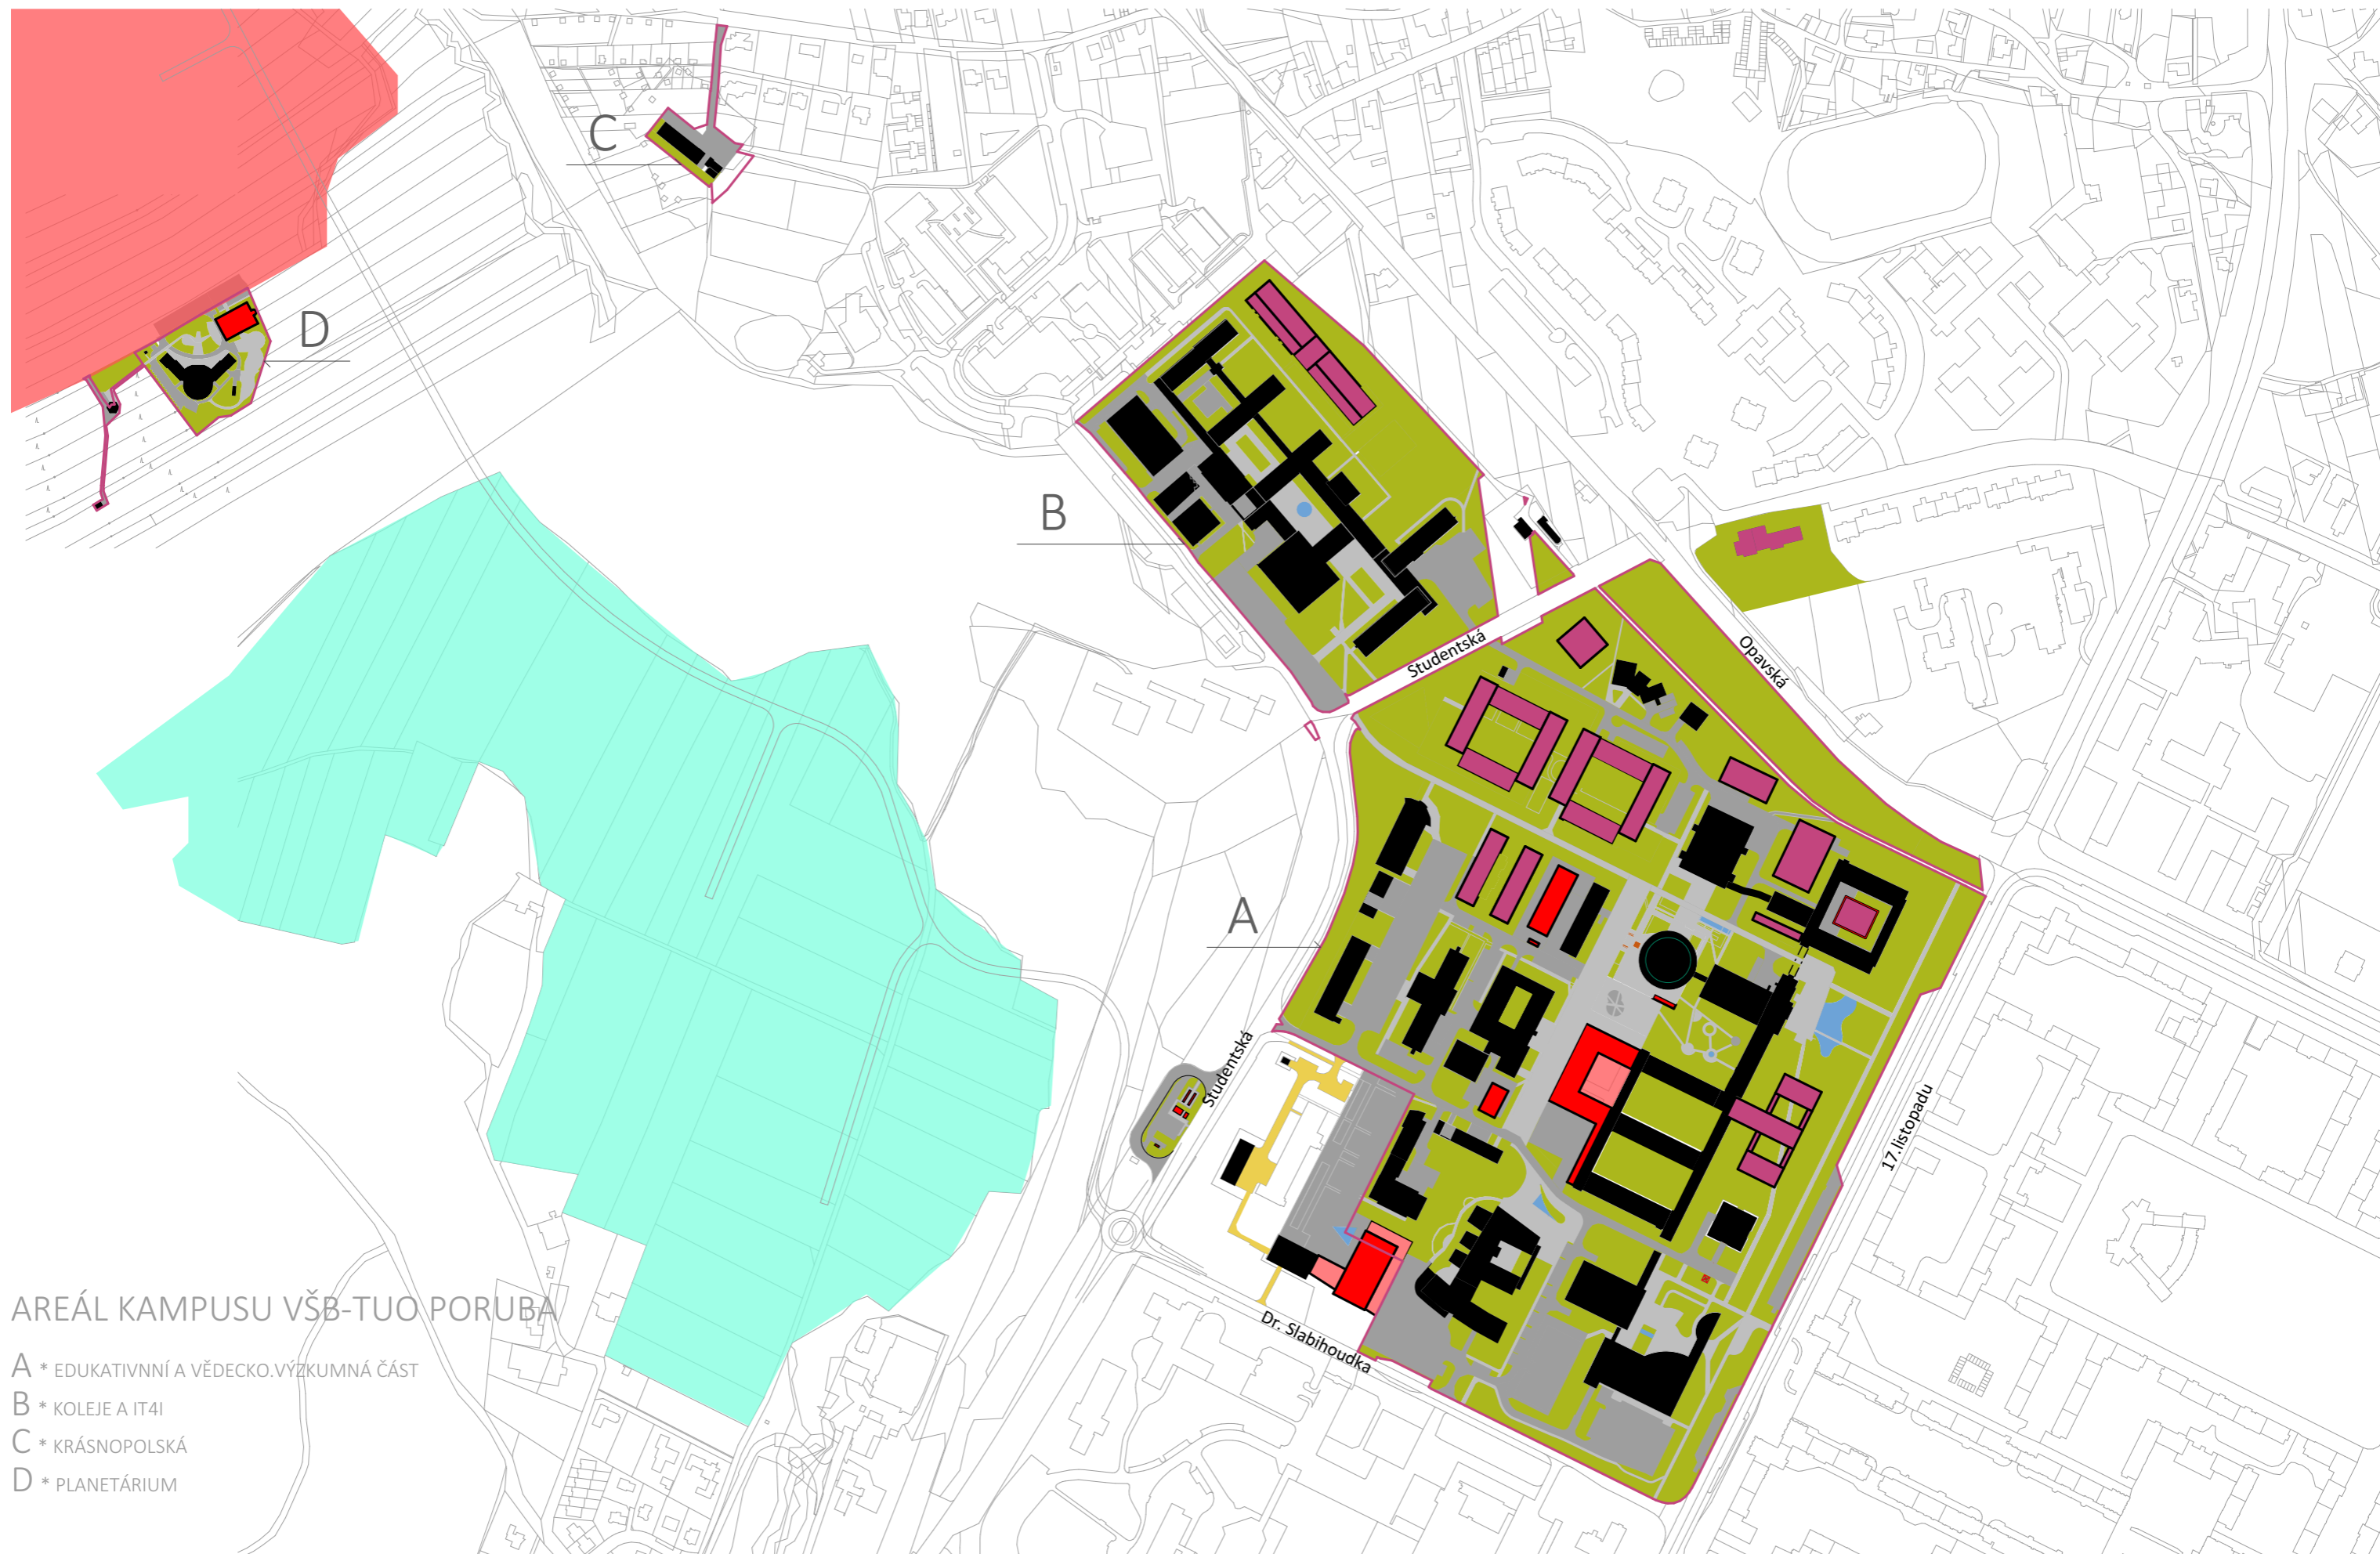 C
D
B
Studentská
Opavská
A
Studentská
17.listopadu
Dr. Slabihoudka
AREÁL KAMPUSU VŠB-TUO PORUBA
A * EDUKATIVNNÍ A VĚDECKO.VÝZKUMNÁ ČÁST
B * KOLEJE A IT4I
C * KRÁSNOPOLSKÁ
D * PLANETÁRIUM